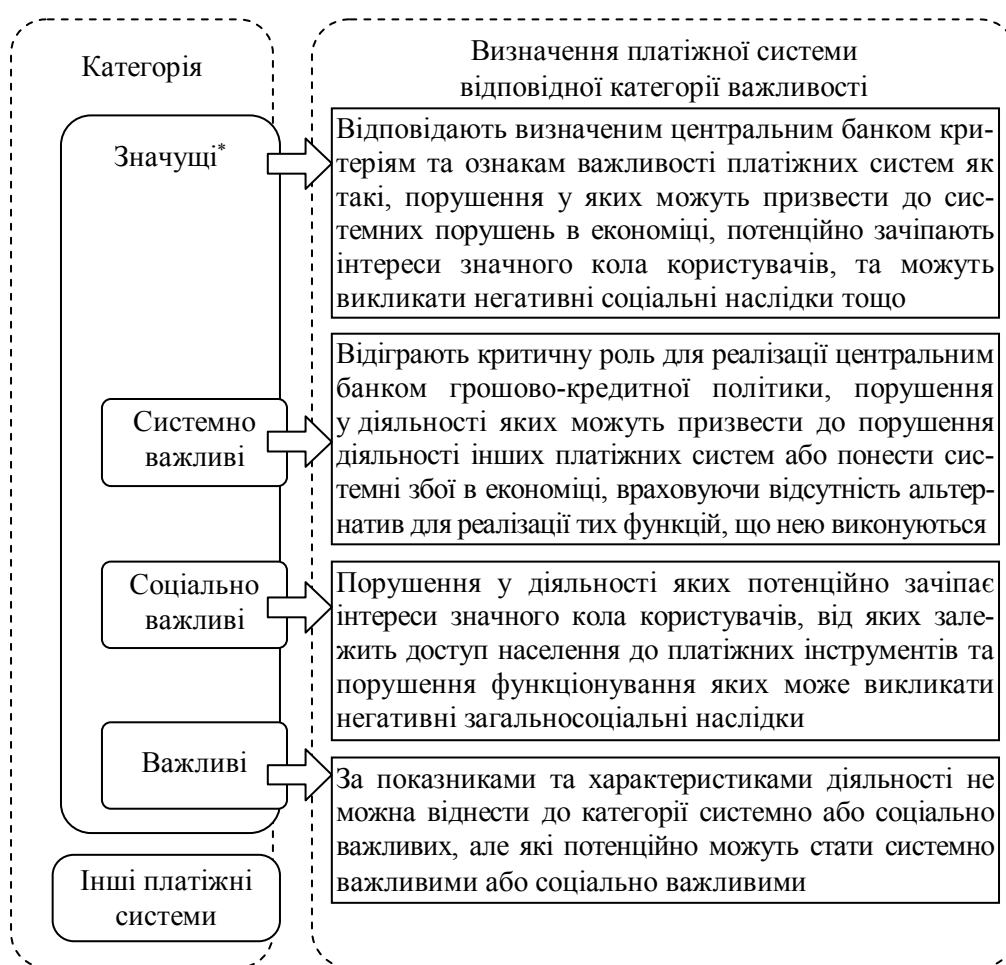 Категорія
Визначення платіжної системи
відповідної категорії важливості
Значущі*
Відповідають визначеним центральним банком кри-
теріям та ознакам важливості платіжних систем як
такі, порушення у яких можуть призвести до сис-
темних порушень в економіці, потенційно зачіпають
інтереси значного кола користувачів, та можуть
викликати негативні соціальні наслідки тощо
Системно
важливі
Відіграють критичну роль для реалізації центральним
банком грошово-кредитної політики, порушення
у діяльності яких можуть призвести до порушення
діяльності інших платіжних систем або понести сис-
темні збої в економіці, враховуючи відсутність альтер-
натив для реалізації тих функцій, що нею виконуються
Соціально
важливі
Порушення у діяльності яких потенційно зачіпає
інтереси значного кола користувачів, від яких зале-
жить доступ населення до платіжних інструментів та
порушення функціонування яких може викликати
негативні загальносоціальні наслідки
Важливі
За показниками та характеристиками діяльності не
можна віднести до категорії системно або соціально
важливих, але які потенційно можуть стати системно
важливими або соціально важливими
Інші платіжні
системи